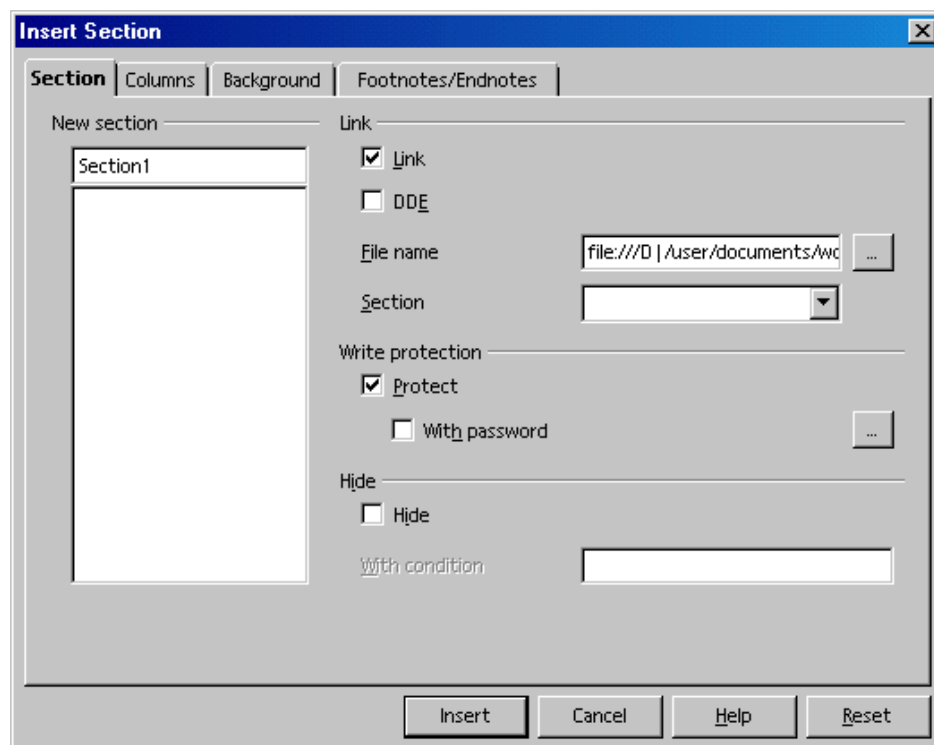 Insert Section
Section Columns Background Footnotes/Endnotes
New section
Section1
Link
Link
DDE
File name file:///D|/user/documents/wo ...
Section
Write protection
Protect
With password ...
Hide
Hide
With condition
Insert Cancel Help Reset